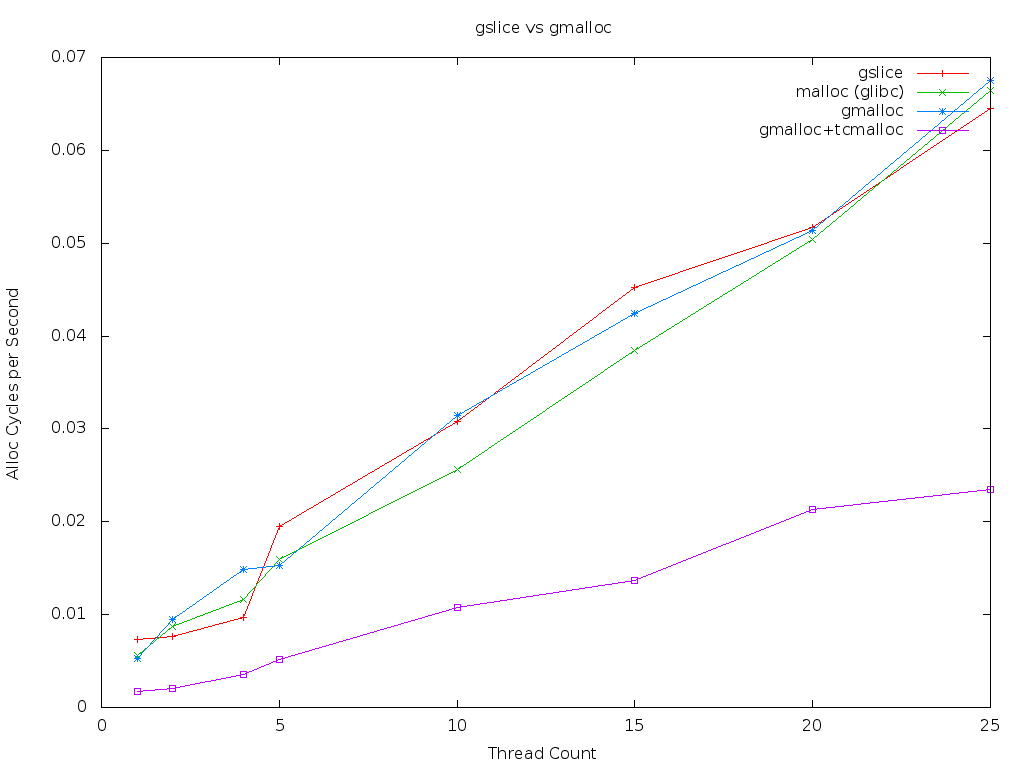 gslice vs gmalloc
gslice
malloc (glibc)
gmalloc
gmalloc+tcmalloc
0.07
0.06
0.05
0.04
0.03
0.02
0.01
0
Alloc Cycles per Second
0
5
10
15
20
25
Thread Count